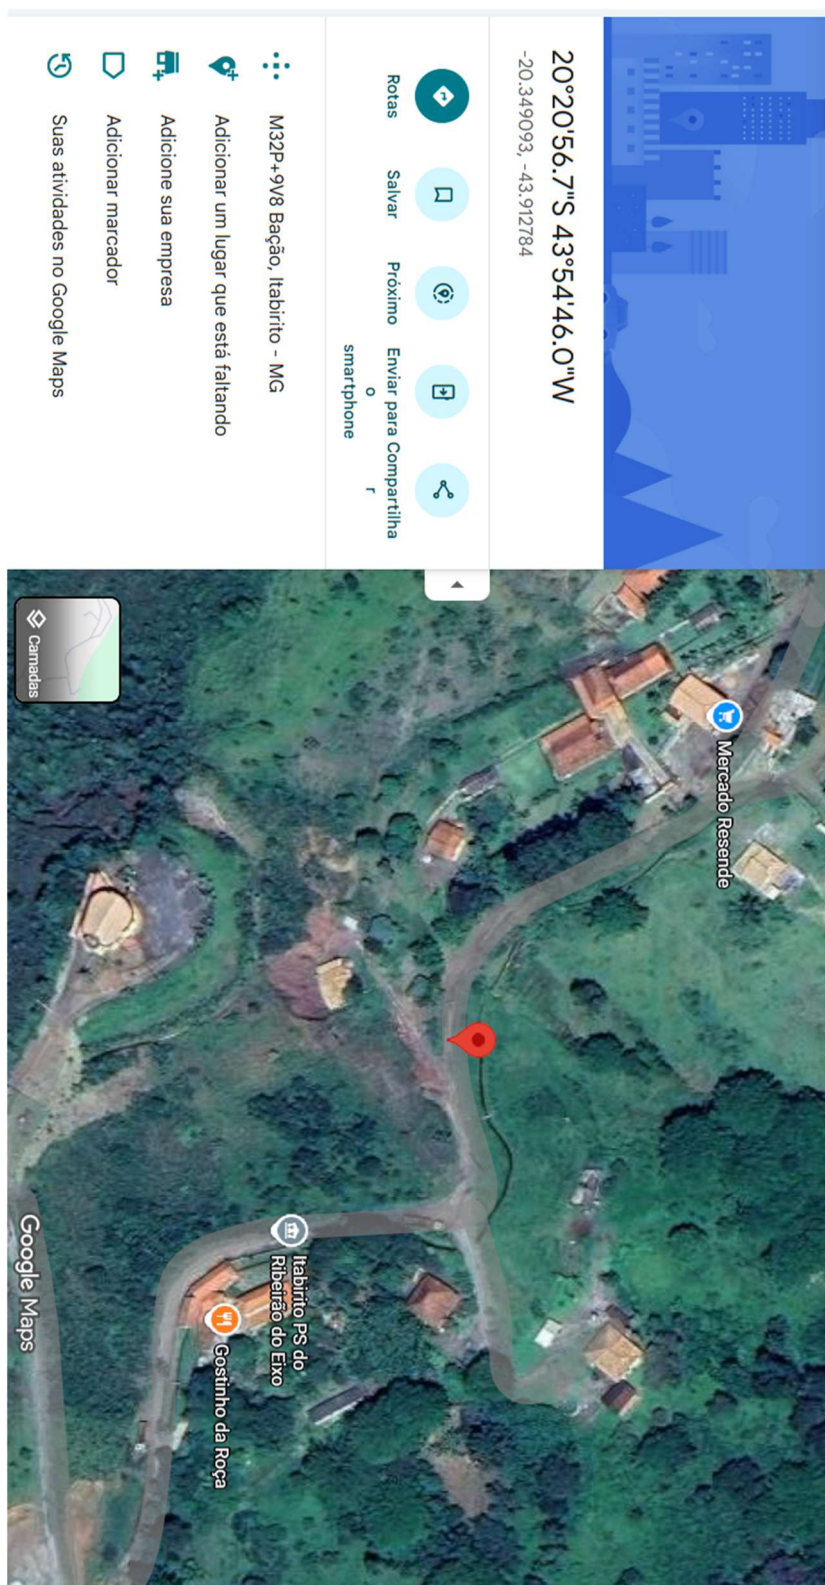 20°20'56.7"S 43°54'46.0"W
-20.349093, -43.912784
Rotas
Salvar
Próximo
Enviar para
o
smartphone
Compartilha
r
M32P+9V8 Bação, Itabirito - MG
Adicionar um lugar que está faltando
Adicione sua empresa
Adicionar marcador
Suas atividades no Google Maps
Mercado Resende
Itabirito PS do
Ribeirão do Eixo
Gostinho da Roça
Camadas
Google Maps